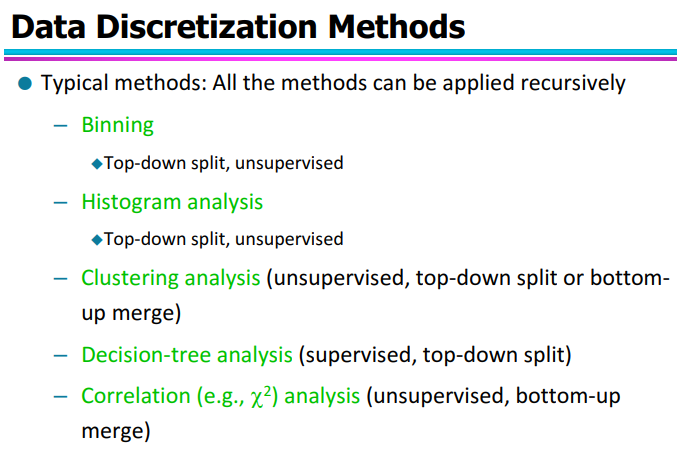 Data Discretization Methods
● Typical methods: All the methods can be applied recursively
– Binning
◆Top-down split, unsupervised
– Histogram analysis
◆Top-down split, unsupervised
– Clustering analysis (unsupervised, top-down split or bottom-
up merge)
– Decision-tree analysis (supervised, top-down split)
– Correlation (e.g., χ²) analysis (unsupervised, bottom-up
merge)